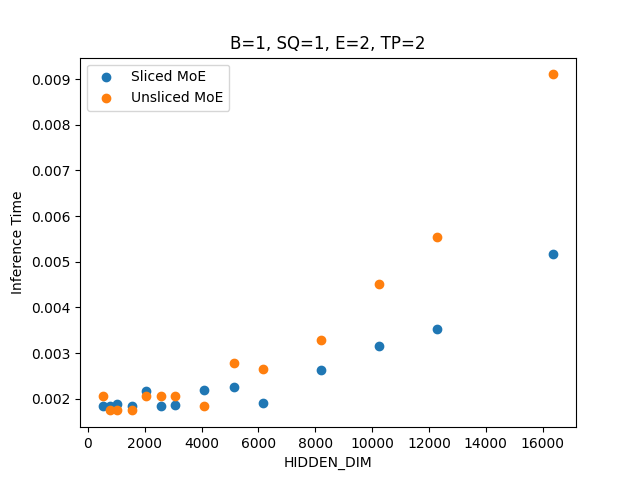 B=1, SQ=1, E=2, TP=2
Sliced MoE
Unsliced MoE
0.009
0.008
0.007
0.006
0.005
0.004
0.003
0.002
Inference Time
0 2000 4000 6000 8000 10000 12000 14000 16000
HIDDEN_DIM